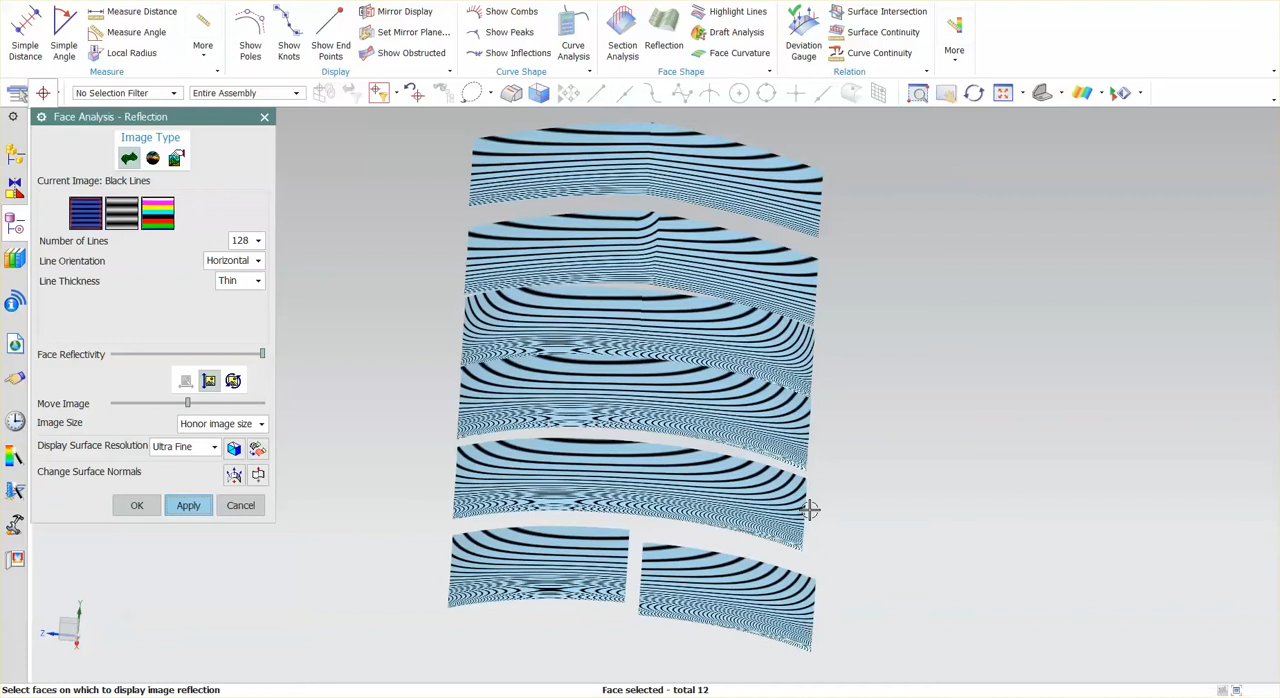 Simple Distance
Simple Angle
Measure Distance
Measure Angle
Local Radius
More
Measure
Show Poles
Show Knots
Show End Points
Mirror Display
Set Mirror Plane...
Show Obstructed
Display
Show Combs
Show Peaks
Show Inflections
Curve Analysis
Curve Shape
Section Analysis
Reflection
Highlight Lines
Draft Analysis
Face Curvature
Face Shape
Deviation Gauge
Surface Intersection
Surface Continuity
Curve Continuity
Relation
More
No Selection Filter
Entire Assembly
Face Analysis - Reflection
Image Type
Current Image: Black Lines
Number of Lines 128
Line Orientation Horizontal
Line Thickness Thin
Face Reflectivity
Move Image
Image Size Honor image size
Display Surface Resolution Ultra Fine
Change Surface Normals
OK Apply Cancel
Y
Z
X
Select faces on which to display image reflection
Face selected - total 12